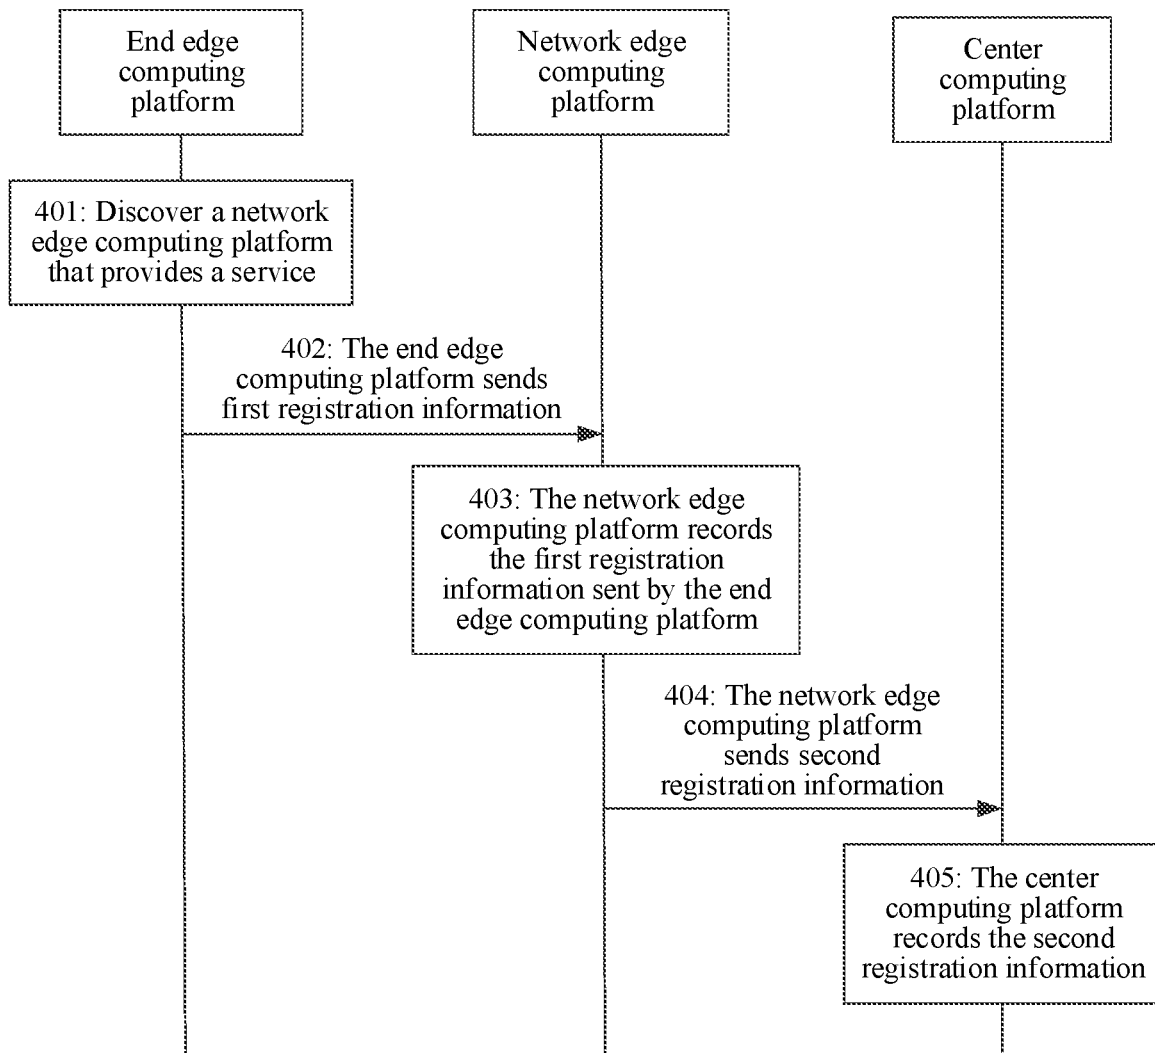 End edge
computing
platform
Network edge
computing
platform
Center
computing
platform
401: Discover a network
edge computing platform
that provides a service
402: The end edge
computing platform sends
first registration information
403: The network edge
computing platform records
the first registration
information sent by the end
edge computing platform
404: The network edge
computing platform
sends second
registration information
405: The center
computing platform
records the second
registration information